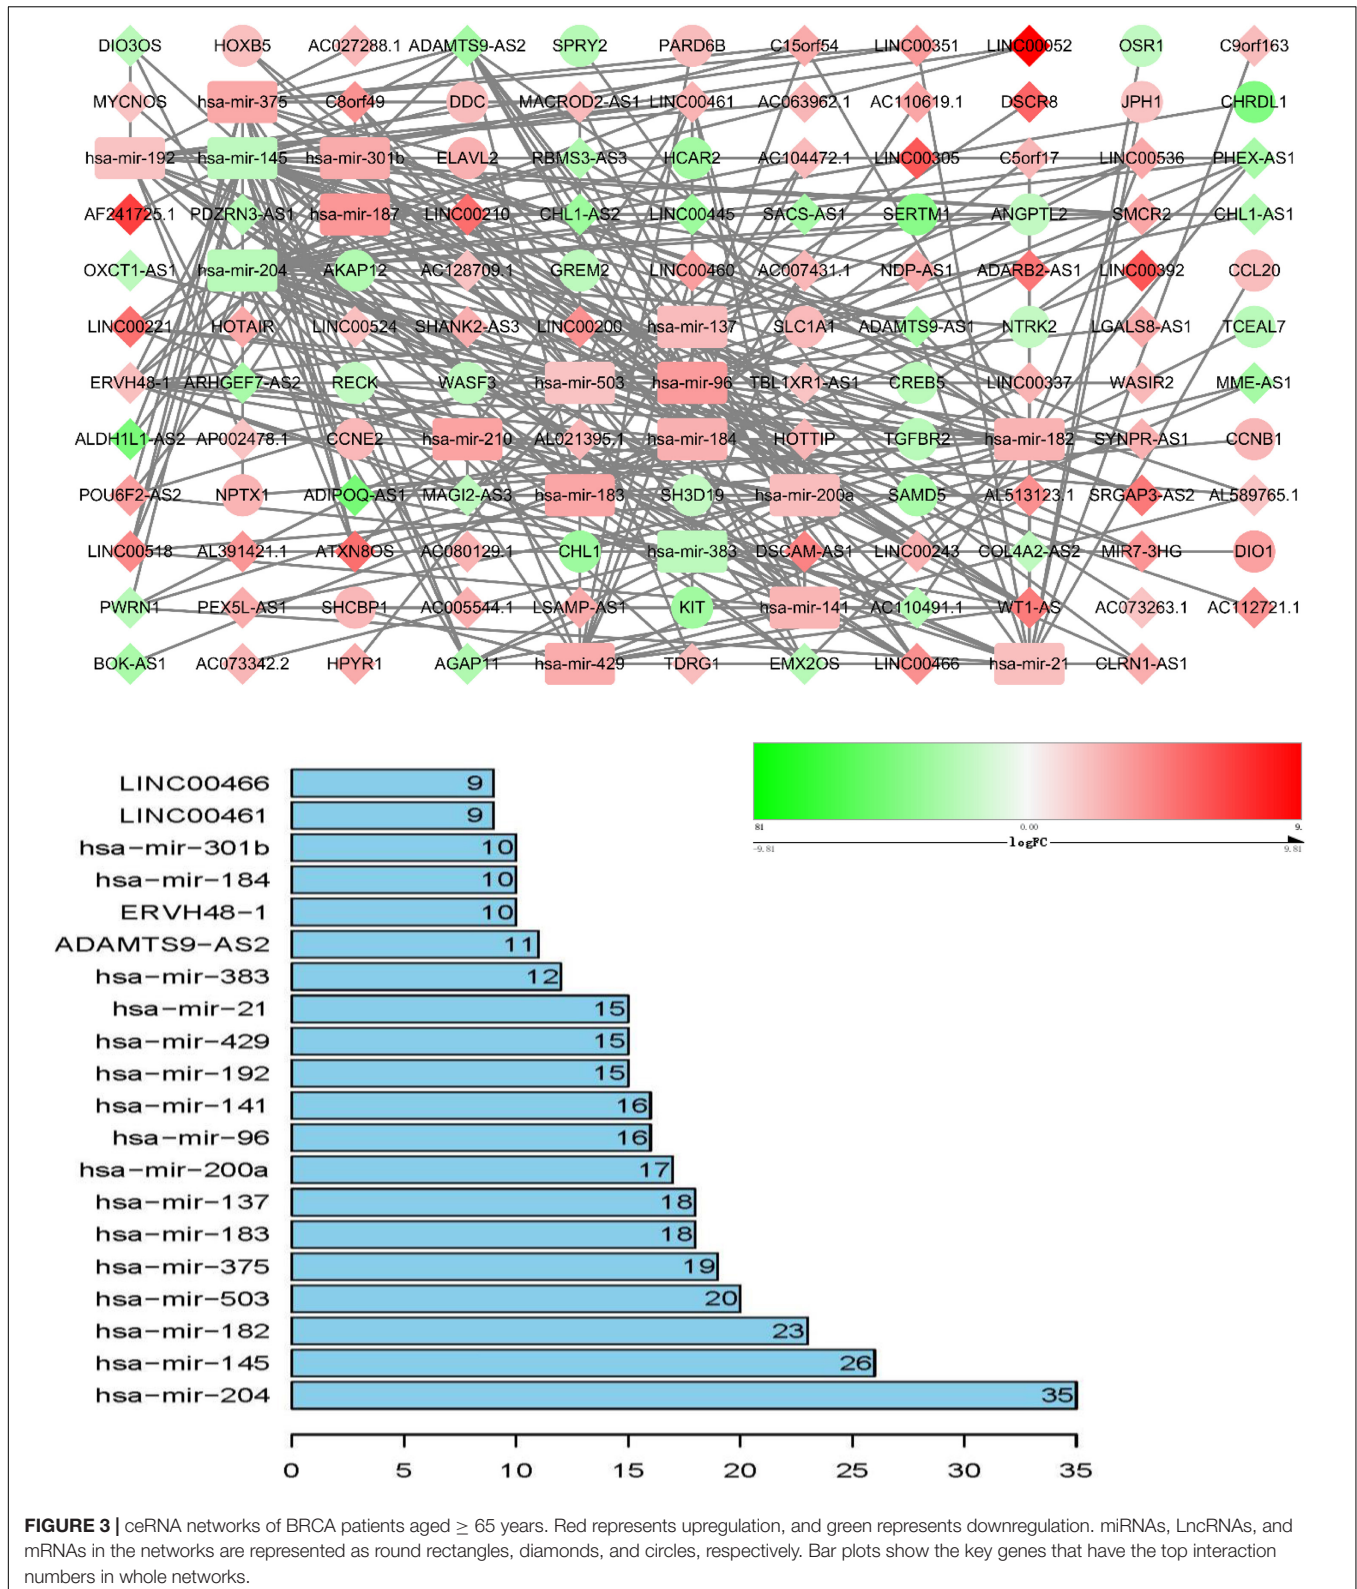 DIO3OS HOXB5 AC027288.1 ADAMTS9-AS2 SPRY2 PARD6B C15orf54 LINC00351 LINC00052 OSR1 C9orf163
MYCNOS hsa-mir-375 C8orf49 DDC MACROD2-AS1 LINC00461 AC063962.1 AC110619.1 DSCR8 JPH1 CHRDL1
hsa-mir-192 hsa-mir-145 hsa-mir-301b ELAVL2 RBMS3-AS3 HCAR2 AC104472.1 LINC00305 C5orf17 LINC00536 PHEX-AS1
AF241725.1 PDZRN3-AS1 hsa-mir-187 LINC00210 CHL1-AS2 LINC00445 SACS-AS1 SERTM1 ANGPTL2 SMCR2 CHL1-AS1
OXCT1-AS1 hsa-mir-204 AKAP12 AC128709.1 GREM2 LINC00460 AC007431.1 NDP-AS1 ADARB2-AS1 LINC00392 CCL20
LINC00221 HOTAIR LINC00524 SHANK2-AS3 LINC00200 hsa-mir-137 SLC1A1 ADAMTS9-AS1 NTRK2 LGALS8-AS1 TCEAL7
ERVH48-1 ARHGEF7-AS2 RECK WASF3 hsa-mir-503 hsa-mir-96 TBL1XR1-AS1 CREB5 LINC00337 WASIR2 MME-AS1
ALDH1L1-AS2 AP002478.1 CCNE2 hsa-mir-210 AL021395.1 hsa-mir-184 HOTTIP TGFBR2 hsa-mir-182 SYNPR-AS1 CCNB1
POU6F2-AS2 NPTX1 ADIPOQ-AS1 MAGI2-AS3 hsa-mir-183 SH3D19 hsa-mir-200a SAMD5 AL513123.1 SRGAP3-AS2 AL589765.1
LINC00518 AL391421.1 ATXN8OS AC080129.1 CHL1 hsa-mir-383 DSCAM-AS1 LINC00243 COL4A2-AS2 MIR7-3HG DIO1
PWRN1 PEX5L-AS1 SHCBP1 AC005544.1 LSAMP-AS1 KIT hsa-mir-141 AC110491.1 WT1-AS AC073263.1 AC112721.1
BOK-AS1 AC073342.2 HPYR1 AGAP11 hsa-mir-429 TDRG1 EMX2OS LINC00466 hsa-mir-21 CLRN1-AS1
81 0.00 9.
-9.81 logFC 9.81
LINC00466 9
LINC00461 9
hsa-mir-301b 10
hsa-mir-184 10
ERVH48-1 10
ADAMTS9-AS2 11
hsa-mir-383 12
hsa-mir-21 15
hsa-mir-429 15
hsa-mir-192 15
hsa-mir-141 16
hsa-mir-96 16
hsa-mir-200a 17
hsa-mir-137 18
hsa-mir-183 18
hsa-mir-375 19
hsa-mir-503 20
hsa-mir-182 23
hsa-mir-145 26
hsa-mir-204 35
0 5 10 15 20 25 30 35
FIGURE 3 | ceRNA networks of BRCA patients aged ≥ 65 years. Red represents upregulation, and green represents downregulation. miRNAs, LncRNAs, and
mRNAs in the networks are represented as round rectangles, diamonds, and circles, respectively. Bar plots show the key genes that have the top interaction
numbers in whole networks.